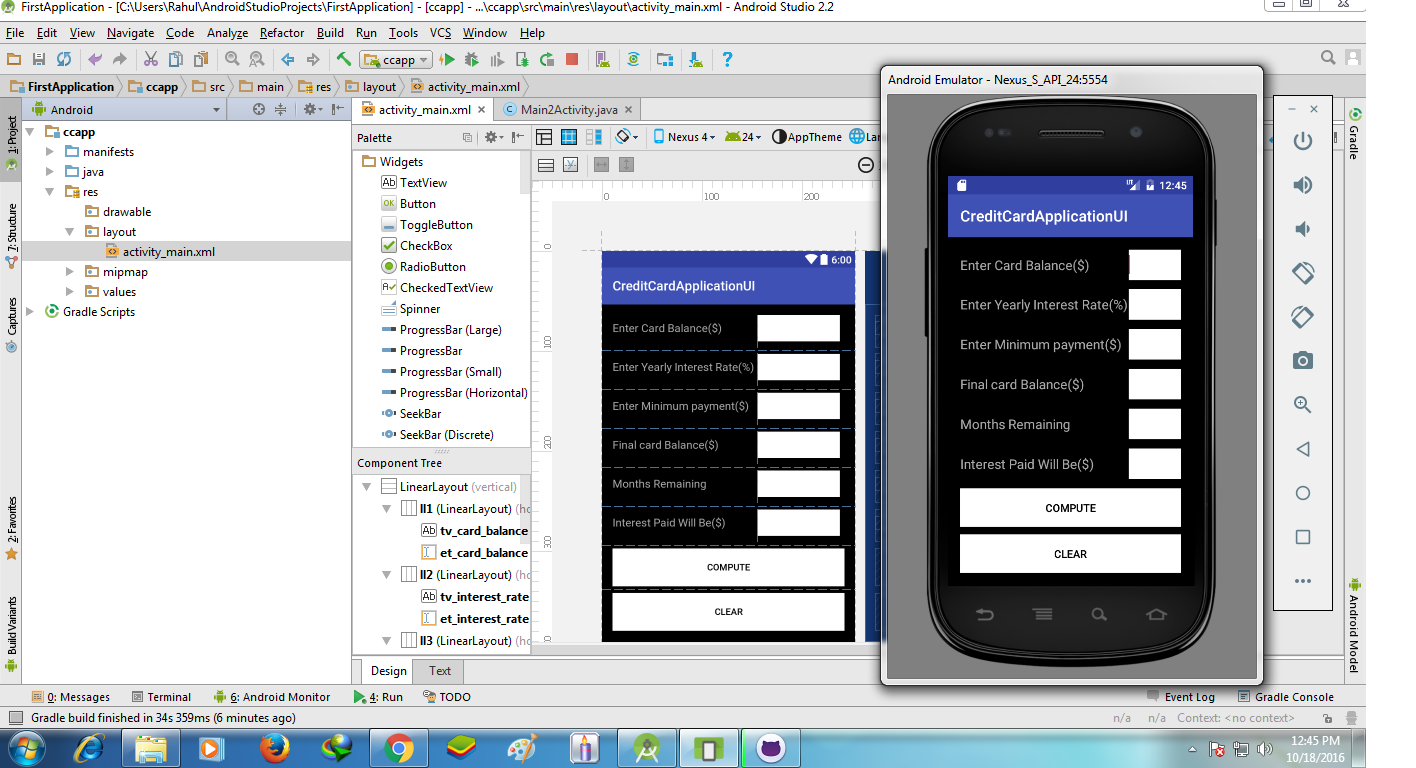 FirstApplication - [C:\Users\Rahul\AndroidStudioProjects\FirstApplication] - [ccapp] - ...\ccapp\src\main\res\layout\activity_main.xml - Android Studio 2.2
File Edit View Navigate Code Analyze Refactor Build Run Tools VCS Window Help
ccapp
FirstApplication ccapp src main res layout activity_main.xml
1: Project
7: Structure
Captures
2: Favorites
Build Variants
Android
ccapp
manifests
java
res
drawable
layout
activity_main.xml
mipmap
values
Gradle Scripts
activity_main.xml Main2Activity.java
Palette
Widgets
Ab TextView
OK Button
ToggleButton
CheckBox
RadioButton
CheckedTextView
Spinner
ProgressBar (Large)
ProgressBar
ProgressBar (Small)
ProgressBar (Horizontal)
SeekBar
SeekBar (Discrete)
Component Tree
LinearLayout (vertical)
ll1 (LinearLayout) (ho
Ab tv_card_balance
et_card_balance
ll2 (LinearLayout) (ho
Ab tv_interest_rate
et_interest_rate
ll3 (LinearLayout) (ho
Nexus 4 24 AppTheme Lan
0 100 200
0
100
200
300
6:00
CreditCardApplicationUI
Enter Card Balance($)
Enter Yearly Interest Rate(%)
Enter Minimum payment($)
Final card Balance($)
Months Remaining
Interest Paid Will Be($)
COMPUTE
CLEAR
Design Text
Android Emulator - Nexus_S_API_24:5554
LTE 12:45
CreditCardApplicationUI
Enter Card Balance($)
Enter Yearly Interest Rate(%)
Enter Minimum payment($)
Final card Balance($)
Months Remaining
Interest Paid Will Be($)
COMPUTE
CLEAR
Gradle
Android Model
0: Messages Terminal 6: Android Monitor 4: Run TODO Event Log Gradle Console
Gradle build finished in 34s 359ms (6 minutes ago) n/a n/a Context: <no context>
12:45 PM
10/18/2016